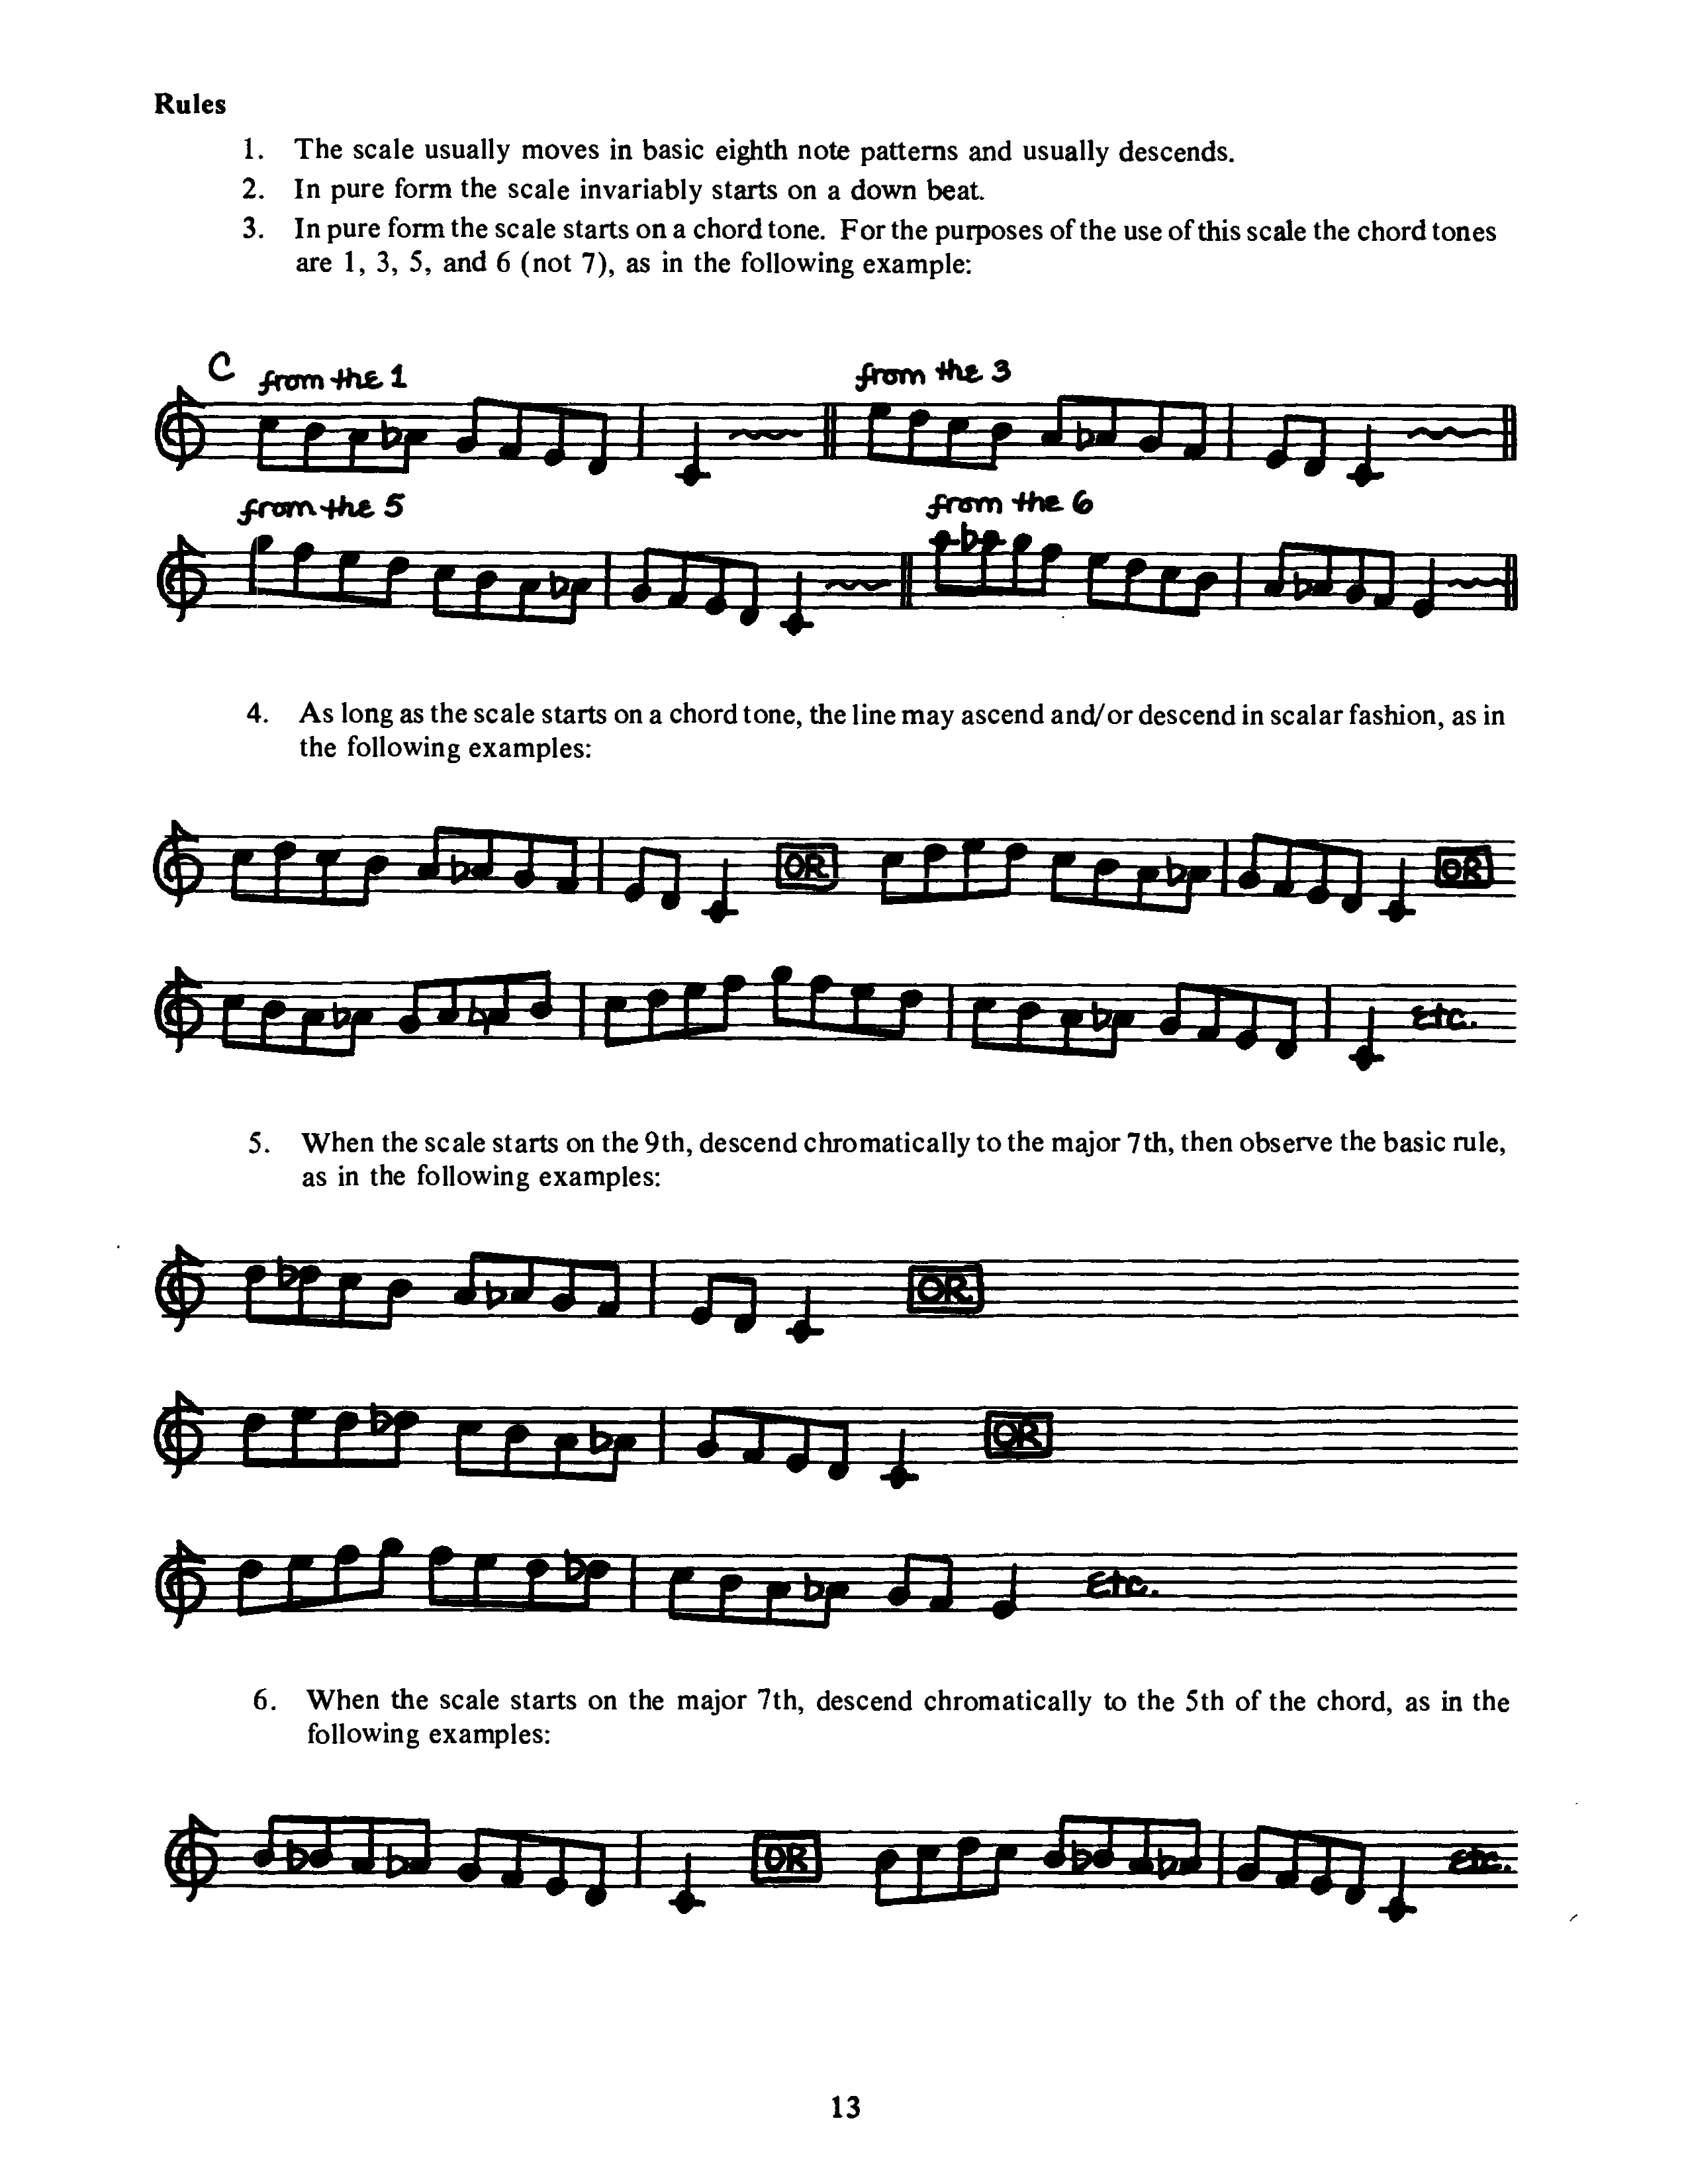 Rules
1. The scale usually moves in basic eighth note patterns and usually descends.
2. In pure form the scale invariably starts on a down beat.
3. In pure form the scale starts on a chord tone. For the purposes of the use of this scale the chord tones
are 1, 3, 5, and 6 (not 7), as in the following example:
C from the 1 from the 3
from the 5 from the 6
4. As long as the scale starts on a chord tone, the line may ascend and/or descend in scalar fashion, as in
the following examples:
OR OR
etc.
5. When the scale starts on the 9th, descend chromatically to the major 7th, then observe the basic rule,
as in the following examples:
OR
OR
etc.
6. When the scale starts on the major 7th, descend chromatically to the 5th of the chord, as in the
following examples:
OR etc.
13